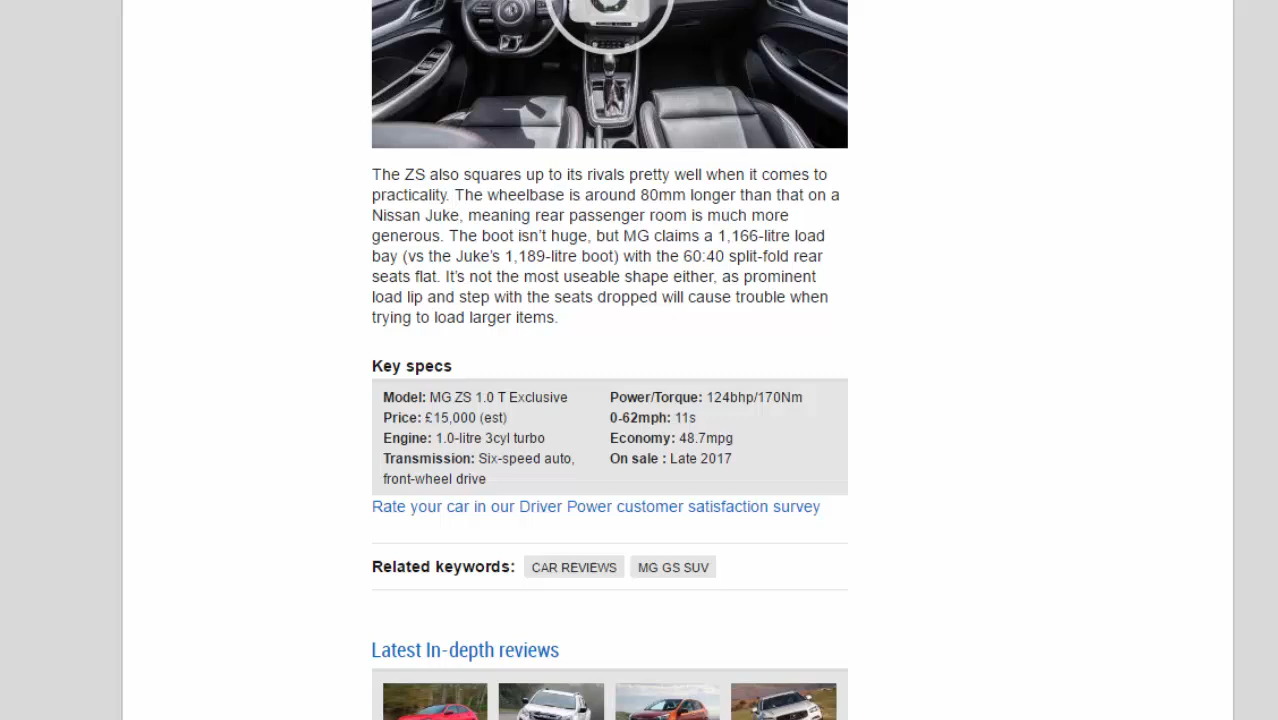 The ZS also squares up to its rivals pretty well when it comes to
practicality. The wheelbase is around 80mm longer than that on a
Nissan Juke, meaning rear passenger room is much more
generous. The boot isn’t huge, but MG claims a 1,166-litre load
bay (vs the Juke’s 1,189-litre boot) with the 60:40 split-fold rear
seats flat. It’s not the most useable shape either, as prominent
load lip and step with the seats dropped will cause trouble when
trying to load larger items.
Key specs
Model: MG ZS 1.0 T Exclusive
Price: £15,000 (est)
Engine: 1.0-litre 3cyl turbo
Transmission: Six-speed auto,
front-wheel drive
Power/Torque: 124bhp/170Nm
0-62mph: 11s
Economy: 48.7mpg
On sale : Late 2017
Rate your car in our Driver Power customer satisfaction survey
Related keywords: CAR REVIEWS MG GS SUV
Latest In-depth reviews